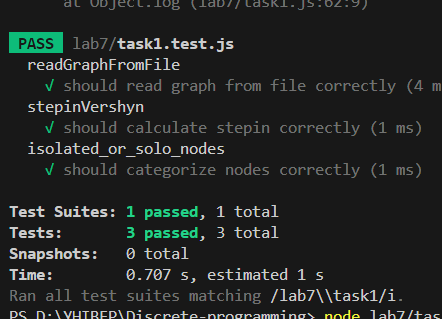 at Object.log (lab7/task1.js:62:9)
PASS lab7/task1.test.js
readGraphFromFile
√ should read graph from file correctly (4 m
stepinVershyn
√ should calculate stepin correctly (1 ms)
isolated_or_solo_nodes
√ should categorize nodes correctly (1 ms)
Test Suites: 1 passed, 1 total
Tests: 3 passed, 3 total
Snapshots: 0 total
Time: 0.707 s, estimated 1 s
Ran all test suites matching /lab7\\task1/i.
PS D:\УНІВЕР\Discrete-programming> node lab7/tas